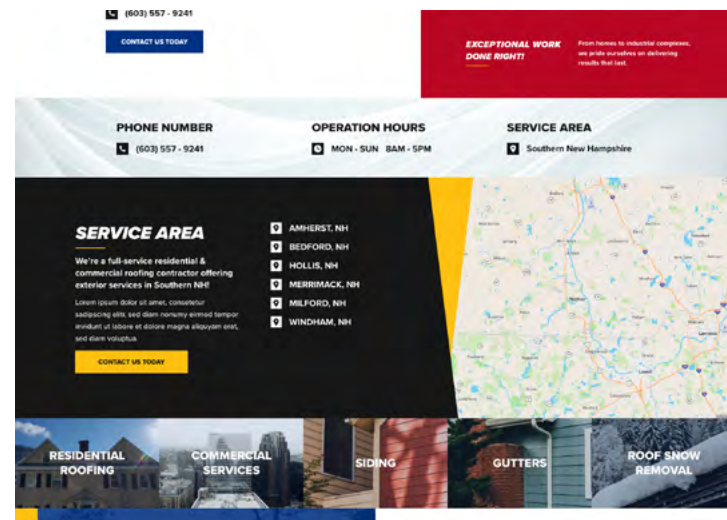 (603) 557 - 9241
CONTACT US TODAY
EXCEPTIONAL WORK
DONE RIGHT!
From homes to industrial complexes,
we pride ourselves on delivering
results that last.
PHONE NUMBER
(603) 557 - 9241
OPERATION HOURS
MON - SUN 8AM - 5PM
SERVICE AREA
Southern New Hampshire
SERVICE AREA
We're a full-service residential &
commercial roofing contractor offering
exterior services in Southern NH!
Lorem ipsum dolor sit amet, consetetur
sadipscing elitr, sed diam nonumy eirmod tempor
invidunt ut labore et dolore magna aliquyam erat,
sed diam voluptua.
CONTACT US TODAY
AMHERST, NH
BEDFORD, NH
HOLLIS, NH
MERRIMACK, NH
MILFORD, NH
WINDHAM, NH
Nashua
Lowell
RESIDENTIAL
ROOFING
COMMERCIAL
SERVICES
SIDING
GUTTERS
ROOF SNOW
REMOVAL